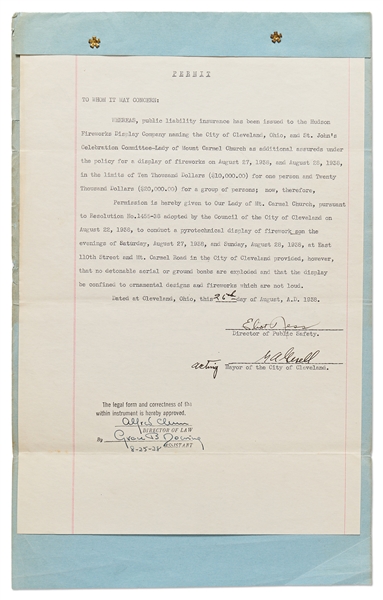 PERMIT
TO WHOM IT MAY CONCERN:
WHEREAS, public liability insurance has been issued to the Hudson
Fireworks Display Company naming the City of Cleveland, Ohio, and St. John's
Celebration Committee-Lady of Mount Carmel Church as additional assureds under
the policy for a display of fireworks on August 27, 1938, and August 28, 1938,
in the limits of Ten Thousand Dollars ($10,000.00) for one person and Twenty
Thousand Dollars ($20,000.00) for a group of persons; now, therefore,
Permission is hereby given to Our Lady of Mt. Carmel Church, pursuant
to Resolution No. adopted by the Council of the City of Cleveland on
August 22, 1938, to conduct a pyrotechnical display of firework on the
evenings of Saturday, August 27, 1938, and Sunday, August 28, 1938, at East
110th Street and Mt. Carmel Road in the City of Cleveland provided, however,
that no detonable aerial or ground bombs are exploded and that the display
be confined to ornamental designs and fireworks which are not loud.
Dated at Cleveland, Ohio, this 25th day of August, A.D. 1938.
Eliot Ness
Director of Public Safety.
acting
Mayor of the City of Cleveland.
The legal form and correctness of the
within instrument is hereby approved.
Alfred Clum
DIRECTOR OF LAW
By
ASSISTANT
8-25-38